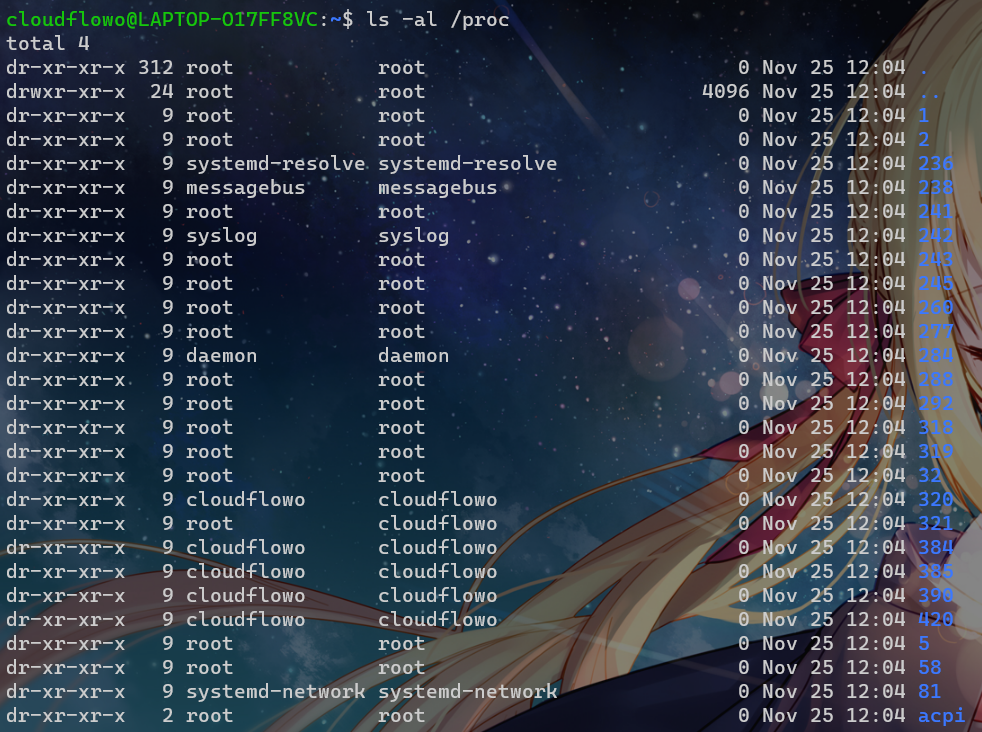 cloudflowo@LAPTOP-O17FF8VC:~$ ls -al /proc
total 4
dr-xr-xr-x 312 root            root                          0 Nov 25 12:04 .
drwxr-xr-x  24 root            root                       4096 Nov 25 12:04 ..
dr-xr-xr-x   9 root            root                          0 Nov 25 12:04 1
dr-xr-xr-x   9 root            root                          0 Nov 25 12:04 2
dr-xr-xr-x   9 systemd-resolve systemd-resolve               0 Nov 25 12:04 236
dr-xr-xr-x   9 messagebus      messagebus                    0 Nov 25 12:04 238
dr-xr-xr-x   9 root            root                          0 Nov 25 12:04 241
dr-xr-xr-x   9 syslog          syslog                        0 Nov 25 12:04 242
dr-xr-xr-x   9 root            root                          0 Nov 25 12:04 243
dr-xr-xr-x   9 root            root                          0 Nov 25 12:04 245
dr-xr-xr-x   9 root            root                          0 Nov 25 12:04 260
dr-xr-xr-x   9 root            root                          0 Nov 25 12:04 277
dr-xr-xr-x   9 daemon          daemon                        0 Nov 25 12:04 284
dr-xr-xr-x   9 root            root                          0 Nov 25 12:04 288
dr-xr-xr-x   9 root            root                          0 Nov 25 12:04 292
dr-xr-xr-x   9 root            root                          0 Nov 25 12:04 318
dr-xr-xr-x   9 root            root                          0 Nov 25 12:04 319
dr-xr-xr-x   9 root            root                          0 Nov 25 12:04 32
dr-xr-xr-x   9 cloudflowo      cloudflowo                    0 Nov 25 12:04 320
dr-xr-xr-x   9 root            cloudflowo                    0 Nov 25 12:04 321
dr-xr-xr-x   9 cloudflowo      cloudflowo                    0 Nov 25 12:04 384
dr-xr-xr-x   9 cloudflowo      cloudflowo                    0 Nov 25 12:04 385
dr-xr-xr-x   9 cloudflowo      cloudflowo                    0 Nov 25 12:04 390
dr-xr-xr-x   9 cloudflowo      cloudflowo                    0 Nov 25 12:04 420
dr-xr-xr-x   9 root            root                          0 Nov 25 12:04 5
dr-xr-xr-x   9 root            root                          0 Nov 25 12:04 58
dr-xr-xr-x   9 systemd-network systemd-network               0 Nov 25 12:04 81
dr-xr-xr-x   2 root            root                          0 Nov 25 12:04 acpi